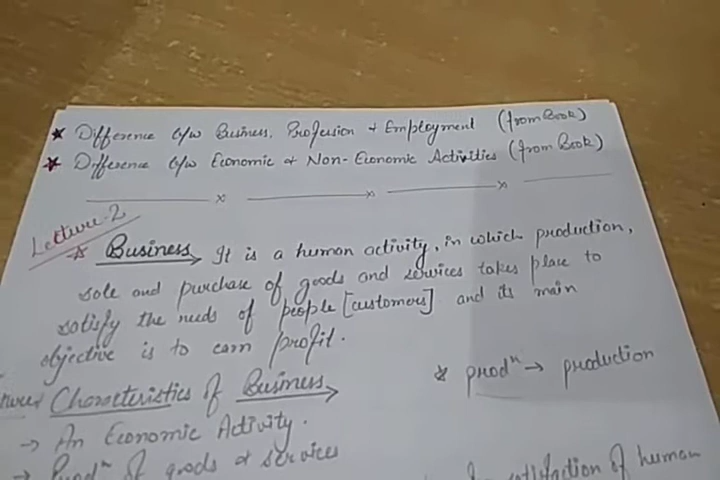 * Difference b/w Business, Profession & Employment (from Book)
* Difference b/w Economic & Non-Economic Activities (from Book)
Lecture-2
* Business It is a human activity, in which production,
sale and purchase of goods and services takes place to
satisfy the needs of people [customers] and its main
objective is to earn profit.
* prodⁿ → production
Characteristics of Business
→ An Economic Activity.
→ Prodⁿ of goods & services
satisfaction of human